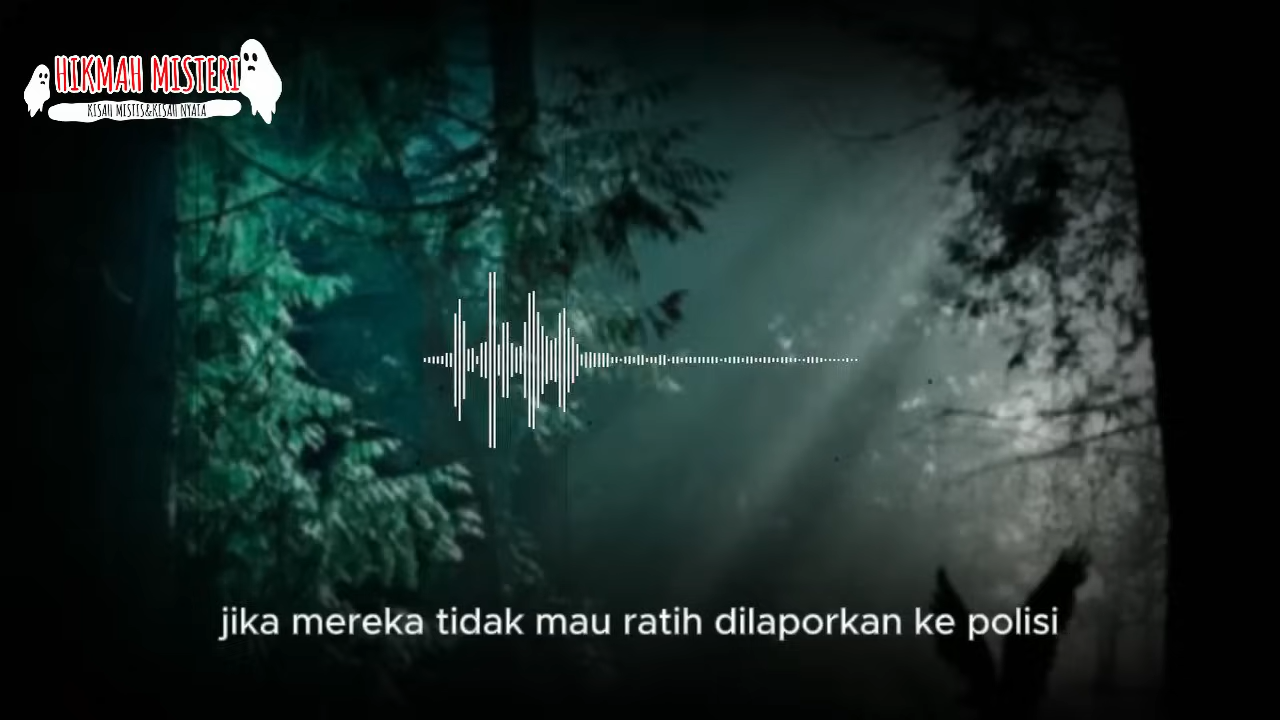 HIKMAH MISTERI
KISAH MISTIS&KISAH NYATA
jika mereka tidak mau ratih dilaporkan ke polisi